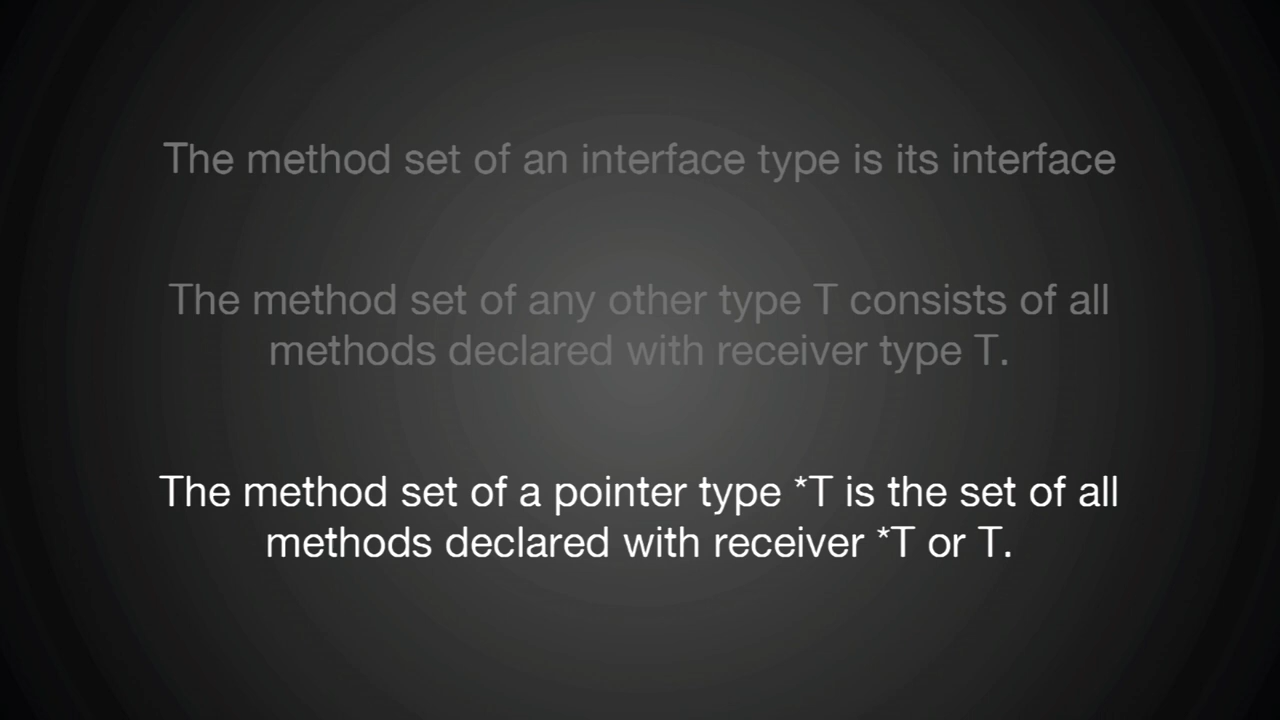 The method set of an interface type is its interface
The method set of any other type T consists of all
methods declared with receiver type T.
The method set of a pointer type *T is the set of all
methods declared with receiver *T or T.